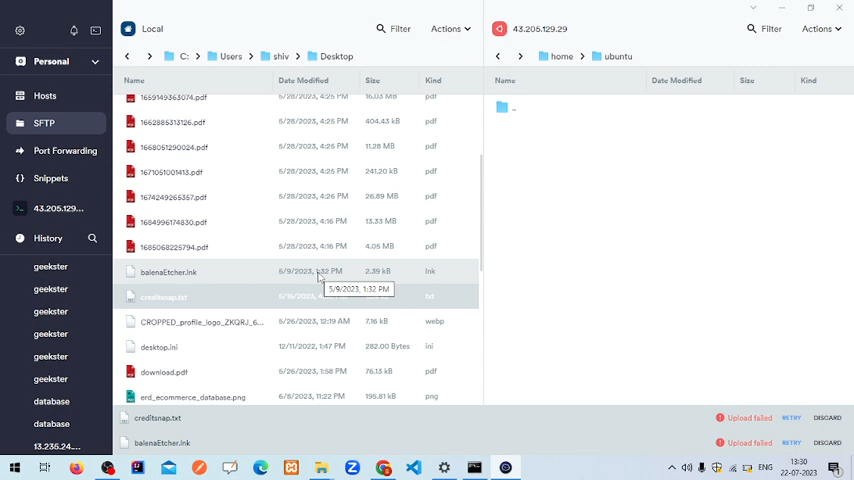 Local
Filter
Actions
43.205.129.29
Filter
Actions
Personal
C:
Users
shiv
Desktop
home
ubuntu
Name
Date Modified
Size
Kind
Name
Date Modified
Size
Kind
Hosts
SFTP
Port Forwarding
Snippets
43.205.129...
History
geekster
geekster
geekster
geekster
geekster
geekster
database
database
13.235.24....
1659149363074.pdf 5/28/2023, 4:25 PM 16.03 MB pdf
1662885313126.pdf 5/28/2023, 4:25 PM 404.43 kB pdf
1668051290024.pdf 5/28/2023, 4:25 PM 11.28 MB pdf
1671051001413.pdf 5/28/2023, 4:25 PM 241.20 kB pdf
1674249265357.pdf 5/28/2023, 4:26 PM 26.89 MB pdf
1684996174830.pdf 5/28/2023, 4:16 PM 13.33 MB pdf
1685068225794.pdf 5/28/2023, 4:16 PM 4.05 MB pdf
balenaEtcher.lnk 5/9/2023, 1:32 PM 2.39 kB lnk
5/9/2023, 1:32 PM
creditsnap.txt txt
CROPPED_profile_logo_ZKQRJ_6... 5/26/2023, 12:19 AM 7.16 kB webp
desktop.ini 12/11/2022, 1:47 PM 282.00 Bytes ini
download.pdf 5/26/2023, 1:58 PM 76.13 kB pdf
erd_ecommerce_database.png 6/8/2023, 11:22 PM 195.81 kB png
..
creditsnap.txt Upload failed RETRY DISCARD
balenaEtcher.lnk Upload failed RETRY DISCARD
ENG
13:30
22-07-2023